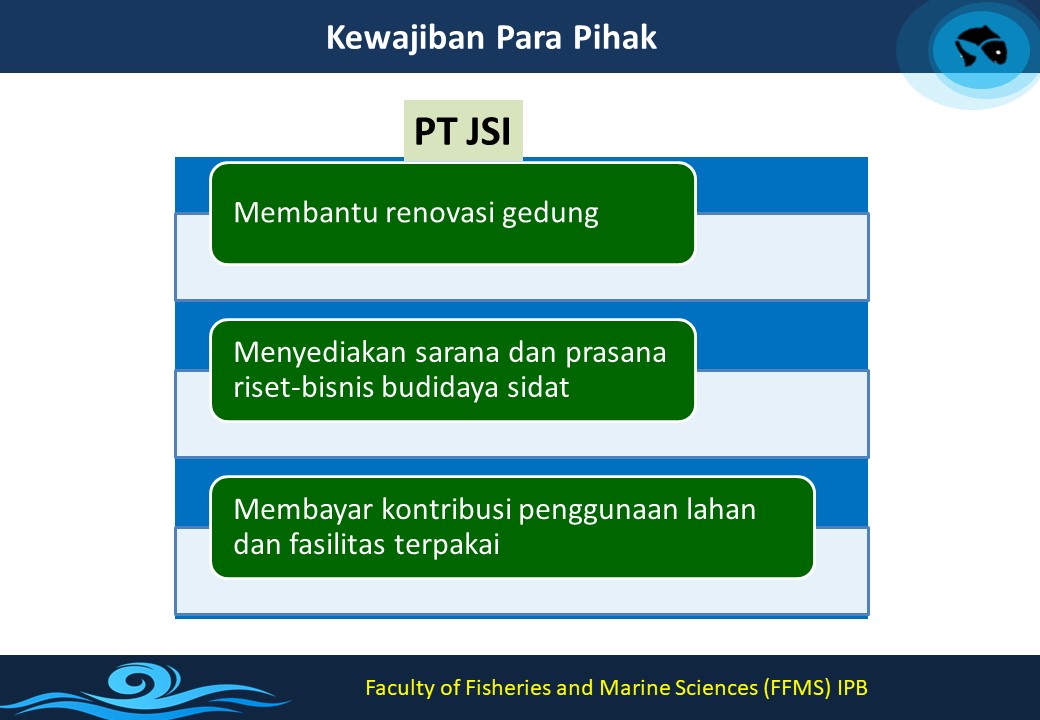 Kewajiban Para Pihak
PT JSI
Membantu renovasi gedung
Menyediakan sarana dan prasana
riset-bisnis budidaya sidat
Membayar kontribusi penggunaan lahan
dan fasilitas terpakai
Faculty of Fisheries and Marine Sciences (FFMS) IPB